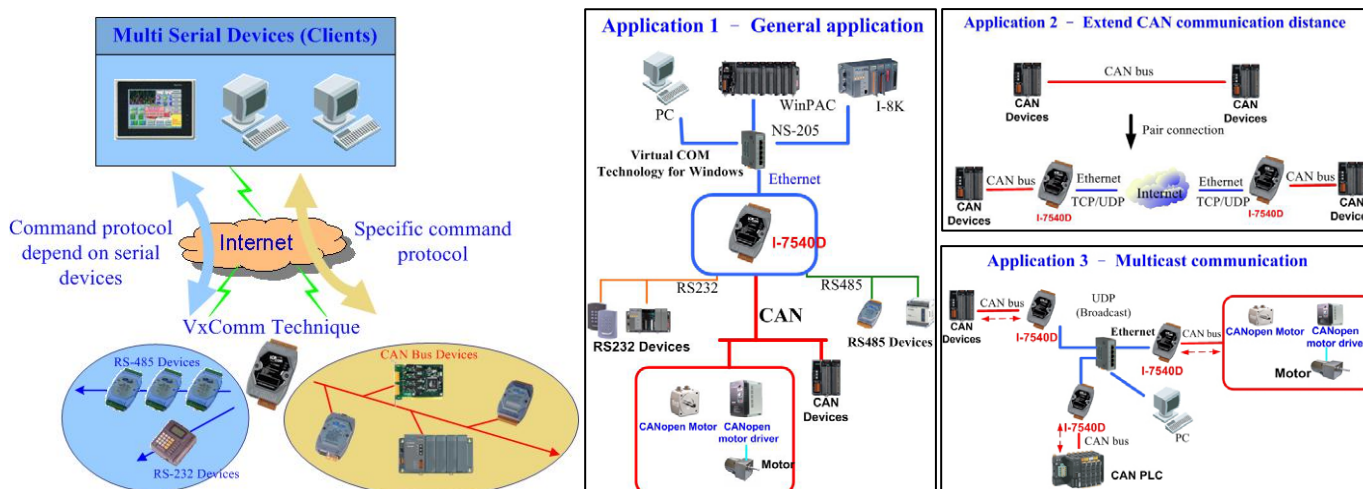 Multi Serial Devices (Clients)
Command protocol
depend on serial
devices
Internet
Specific command
protocol
VxComm Technique
RS-485 Devices
RS-232 Devices
CAN Bus Devices
Application 1 – General application
PC
WinPAC
I-8K
NS-205
Virtual COM
Technology for Windows
Ethernet
I-7540D
RS232
CAN
RS485
RS232 Devices
RS485 Devices
CANopen Motor
CANopen
motor driver
Motor
CAN
Devices
Application 2 – Extend CAN communication distance
CAN bus
CAN
Devices
CAN
Devices
Pair connection
CAN bus
Ethernet
TCP/UDP
Internet
Ethernet
TCP/UDP
CAN bus
CAN
Devices
I-7540D
I-7540D
CAN
Devices
Application 3 – Multicast communication
CAN bus
CAN
Devices
I-7540D
UDP
(Broadcast)
Ethernet
I-7540D
CAN bus
CANopen Motor
CANopen
motor driver
Motor
I-7540D
CAN bus
PC
CAN PLC